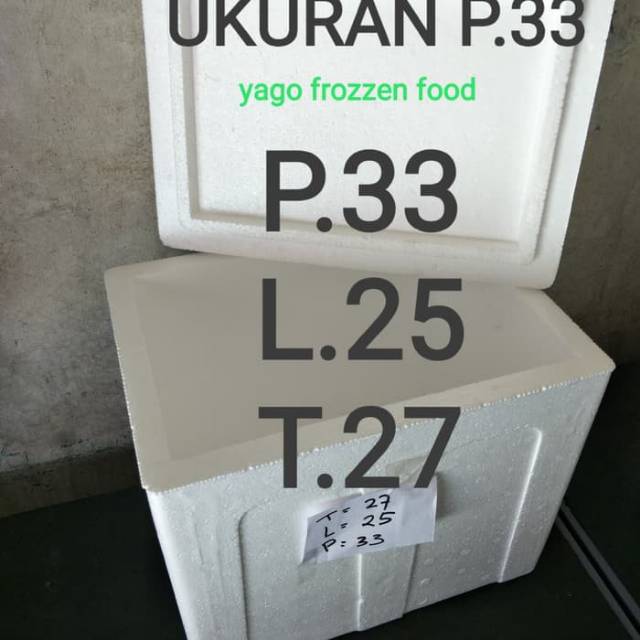 UKURAN P.33
yago frozzen food
P.33
L.25
T.27
T = 27
L = 25
P = 33